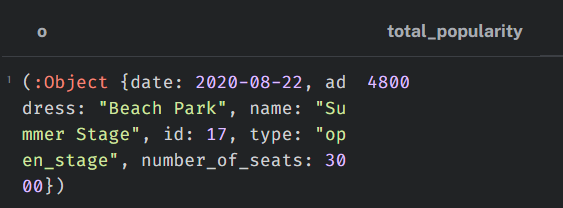 o total_popularity
1 (:Object {date: 2020-08-22, ad 4800
dress: "Beach Park", name: "Su
mmer Stage", id: 17, type: "op
en_stage", number_of_seats: 30
00})